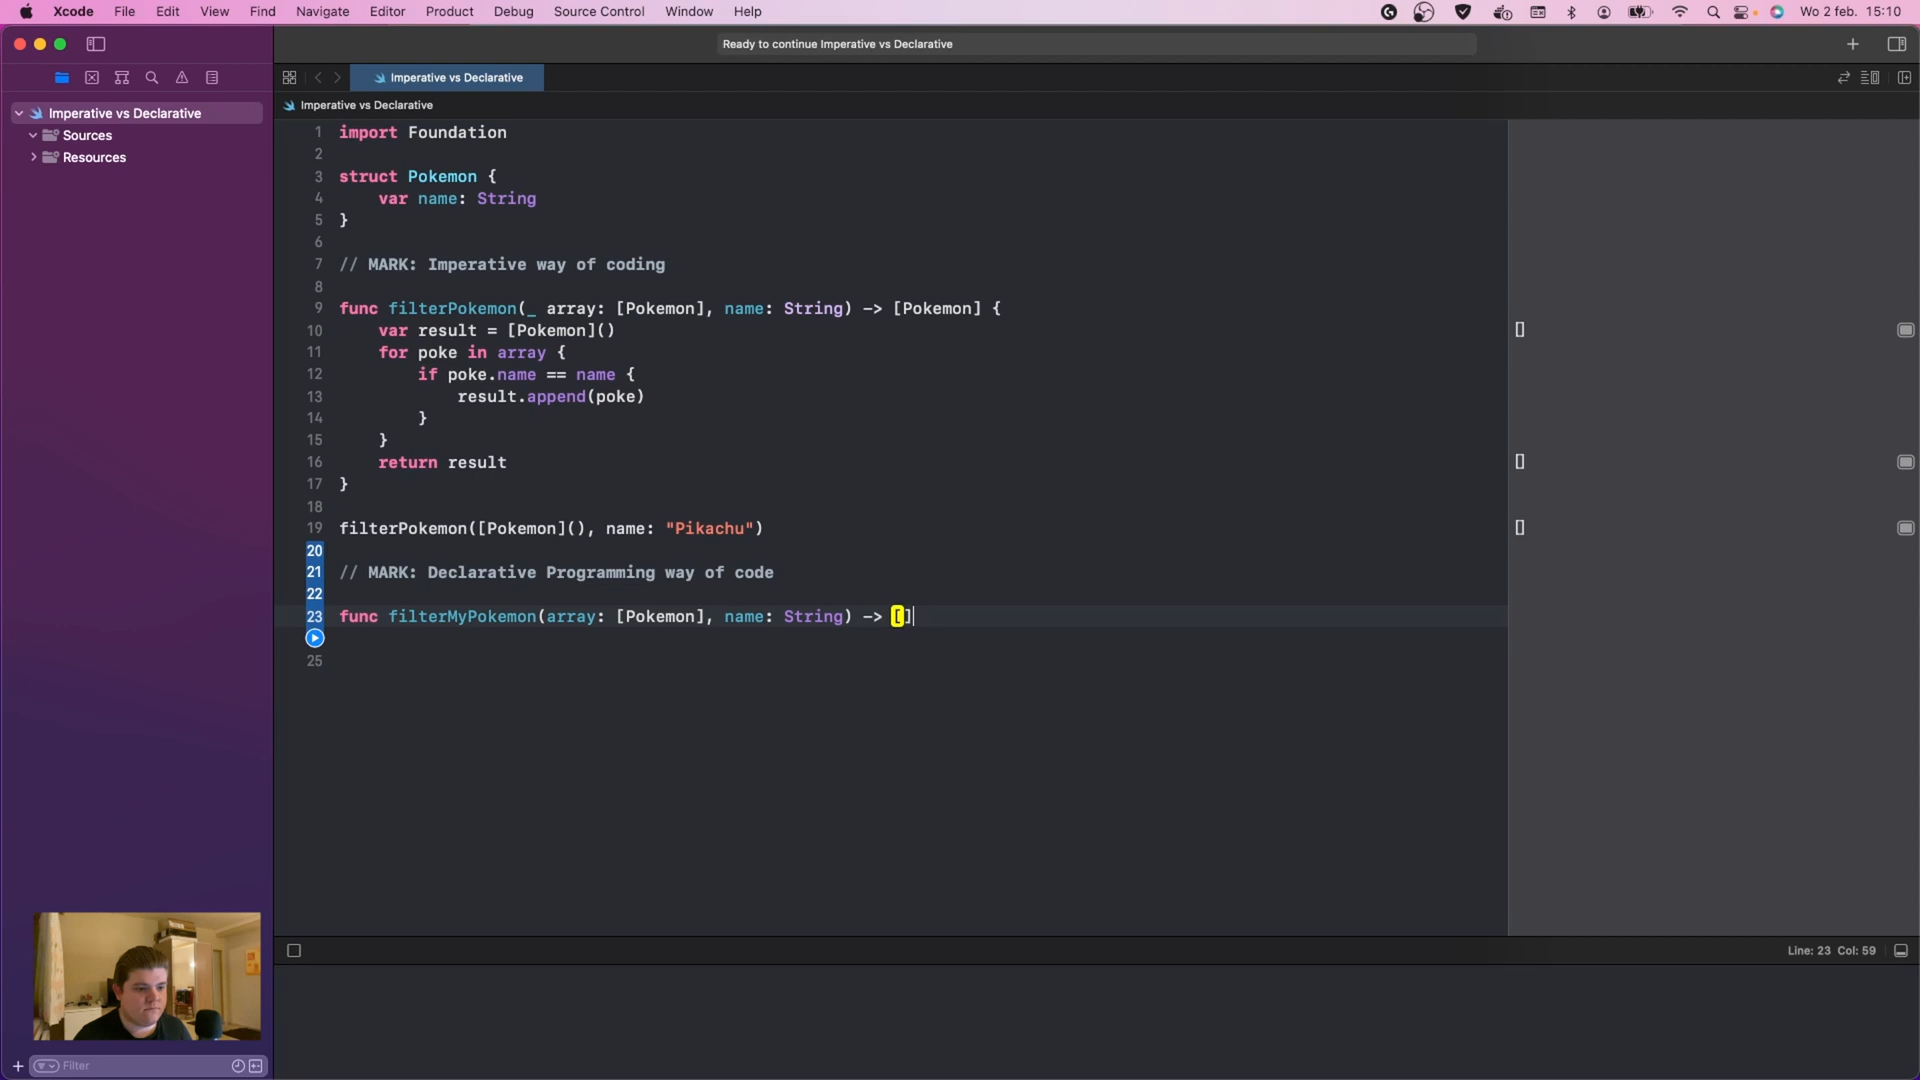 Xcode File Edit View Find Navigate Editor Product Debug Source Control Window Help Wo 2 feb. 15:10
Ready to continue Imperative vs Declarative
Imperative vs Declarative
Imperative vs Declarative
Imperative vs Declarative
Sources
Resources
1 import Foundation
2
3 struct Pokemon {
4 var name: String
5 }
6
7 // MARK: Imperative way of coding
8
9 func filterPokemon(_ array: [Pokemon], name: String) -> [Pokemon] {
10 var result = [Pokemon]()
11 for poke in array {
12 if poke.name == name {
13 result.append(poke)
14 }
15 }
16 return result
17 }
18
19 filterPokemon([Pokemon](), name: "Pikachu")
20
21 // MARK: Declarative Programming way of code
22
23 func filterMyPokemon(array: [Pokemon], name: String) -> []
25
[]
[]
[]
Line: 23 Col: 59
Filter